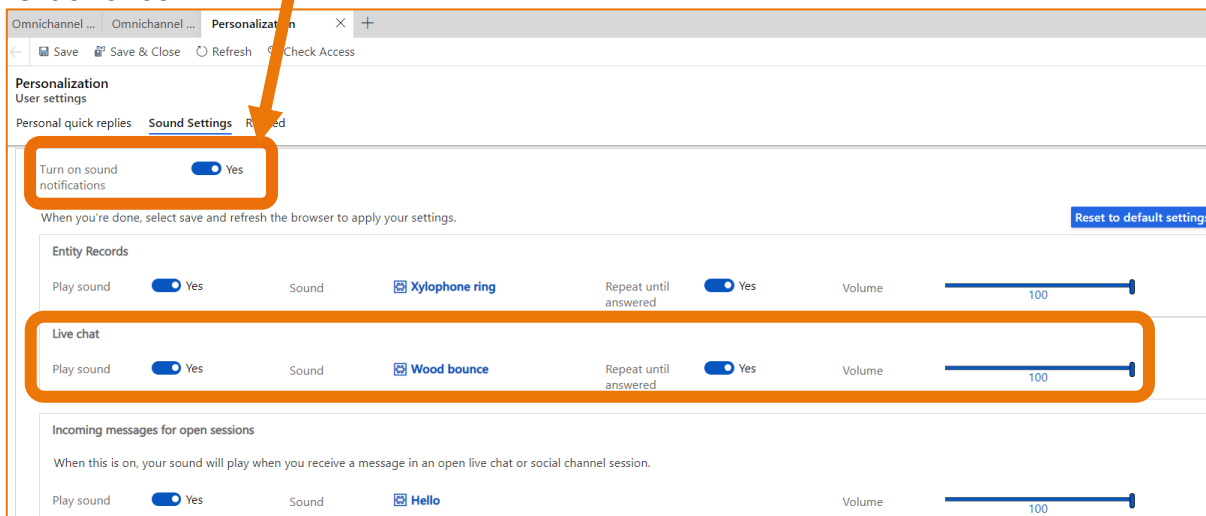 Omnichannel ... Omnichannel ... Personalization
Save Save & Close Refresh Check Access
Personalization
User settings
Personal quick replies Sound Settings
Turn on sound notifications Yes
When you're done, select save and refresh the browser to apply your settings. Reset to default settings
Entity Records
Play sound Yes Sound Xylophone ring Repeat until answered Yes Volume 100
Live chat
Play sound Yes Sound Wood bounce Repeat until answered Yes Volume 100
Incoming messages for open sessions
When this is on, your sound will play when you receive a message in an open live chat or social channel session.
Play sound Yes Sound Hello Volume 100